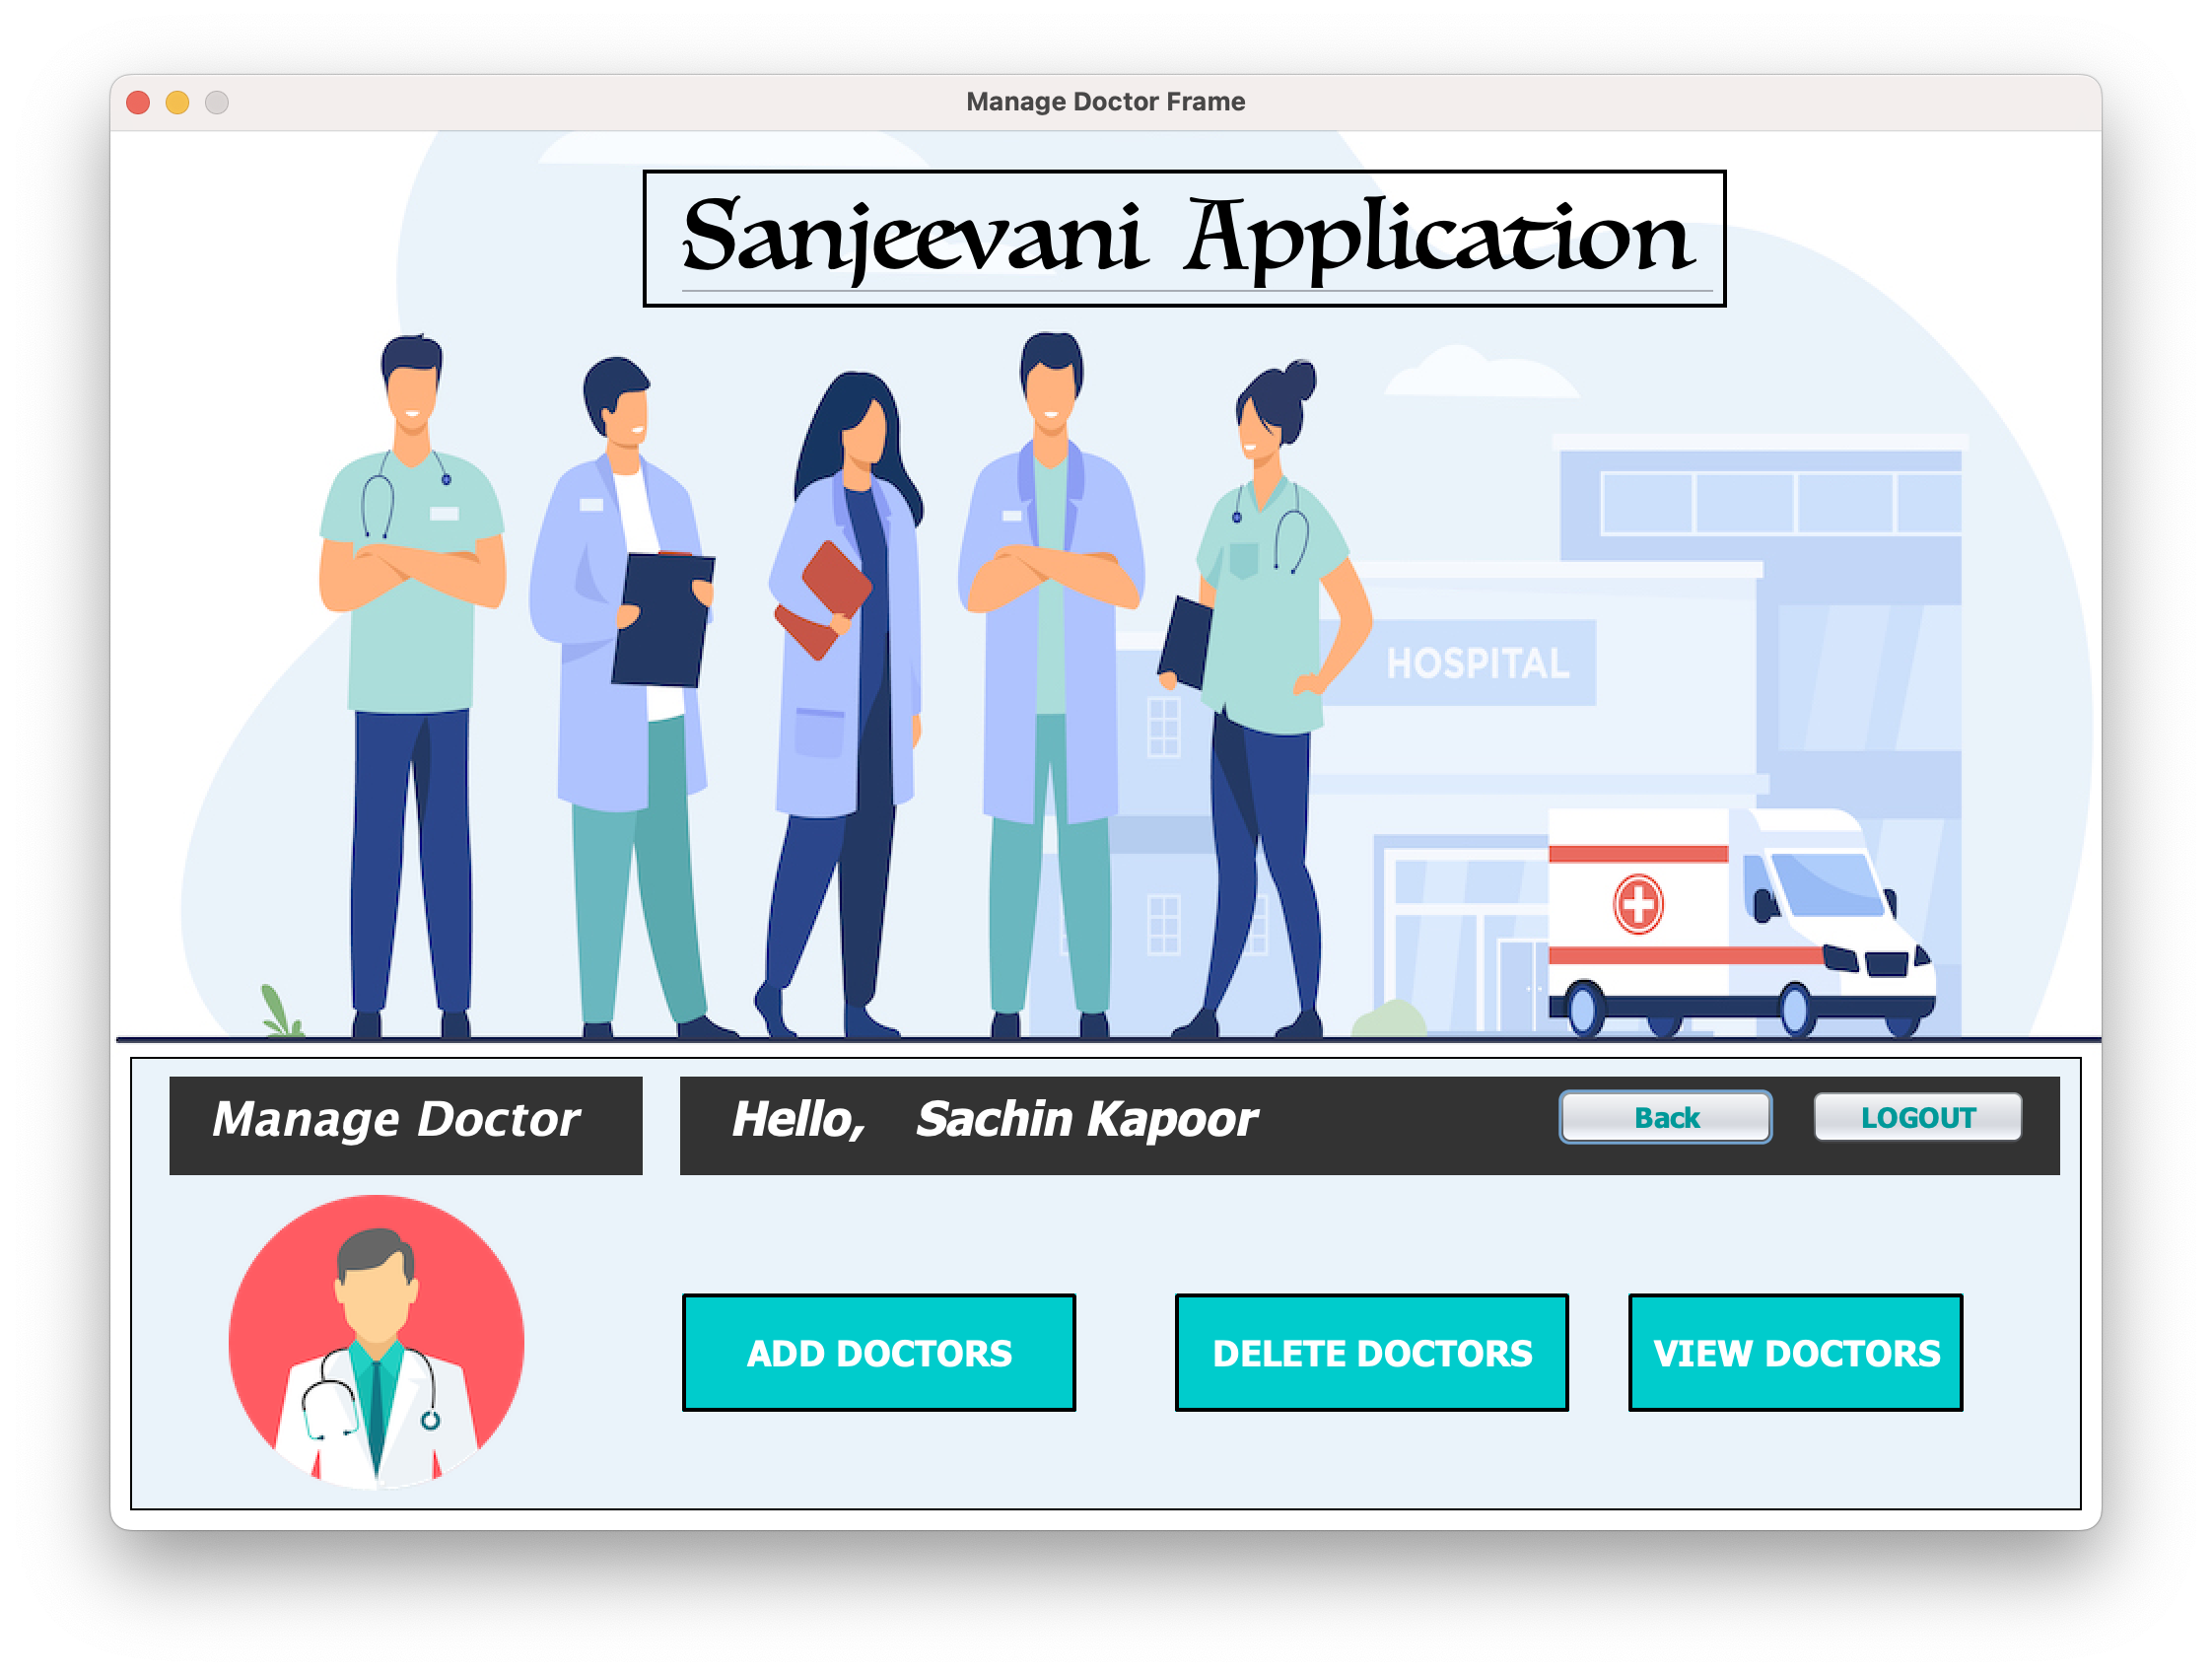 Manage Doctor Frame
Sanjeevani Application
HOSPITAL
Manage Doctor
Hello, Sachin Kapoor
Back
LOGOUT
ADD DOCTORS
DELETE DOCTORS
VIEW DOCTORS